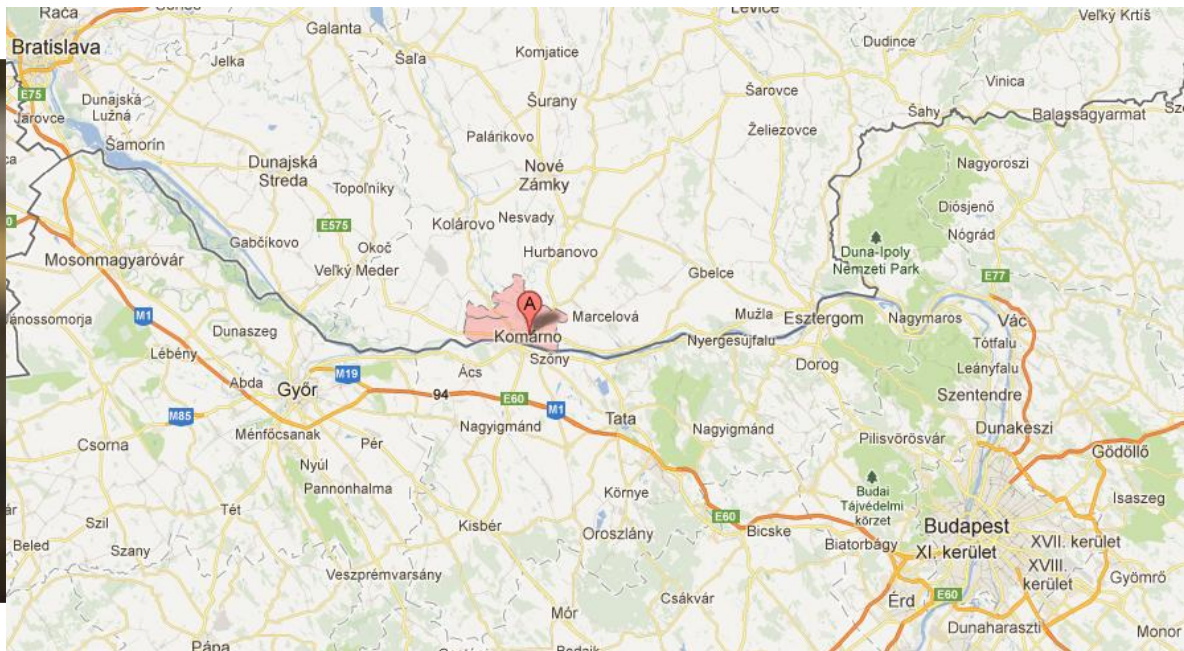 Rača
Galanta
Levice
Veľký Krtíš
Bratislava
Jelka
Šaľa
Komjatice
Dudince
Vinica
E75
Jarovce
Dunajská
Lužná
Šurany
Šarovce
Šahy
Balassagyarmat
Šamorín
Palárikovo
Želiezovce
Dunajská
Streda
Topoľníky
Nové
Zámky
Nagyoroszi
E575
Kolárovo
Nesvady
Diósjenő
Gabčíkovo
Okoč
Hurbanovo
Duna-Ipoly
Nemzeti Park
Nógrád
Mosonmagyaróvár
Veľký Meder
Gbelce
E77
A
Jánossomorja
M1
Dunaszeg
Komárno
Marcelová
Mužla
Esztergom
Nagymaros
Vác
Lébény
Szőny
Nyergesújfalu
Tótfalu
Abda
Győr
M19
Ács
Dorog
Leányfalu
94
E60
M1
Szentendre
M85
Tata
Csorna
Ménfőcsanak
Pér
Nagyigmánd
Nagyigmánd
Pilisvörösvár
Dunakeszi
Gödöllő
Nyúl
Pannonhalma
Környe
Budai
Tájvédelmi
körzet
Isaszeg
Szil
Tét
Kisbér
Oroszlány
E60
Bicske
Budapest
Beled
Szany
Biatorbágy
XI. kerület
XVII. kerület
XVIII.
kerület
Veszprémvarsány
Csákvár
Érd
E60
Gyömrő
Mór
Dunaharaszti
Monor
Pápa